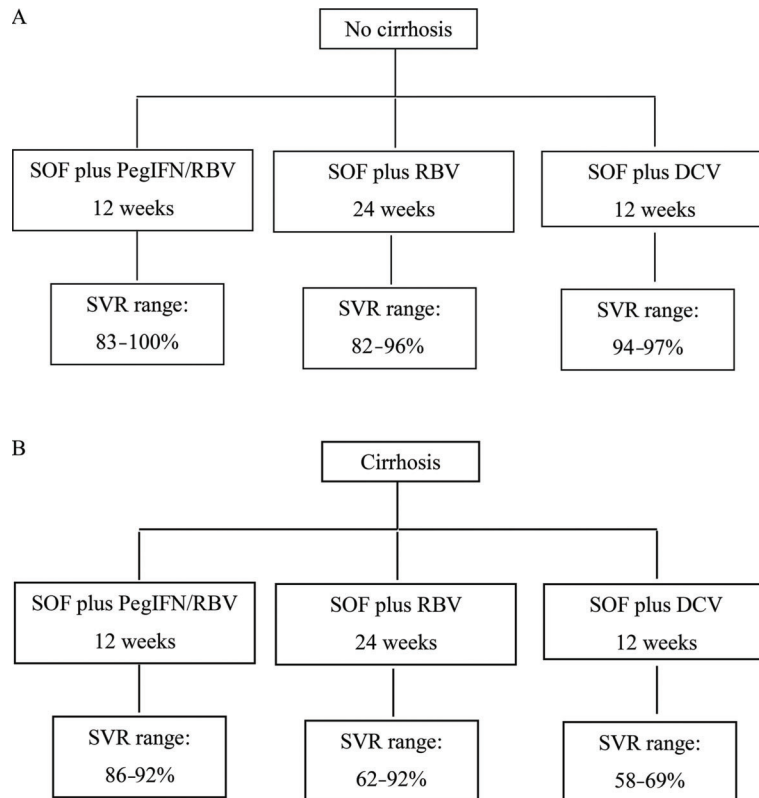 A
No cirrhosis
SOF plus PegIFN/RBV
12 weeks
SOF plus RBV
24 weeks
SOF plus DCV
12 weeks
SVR range:
83–100%
SVR range:
82–96%
SVR range:
94–97%
B
Cirrhosis
SOF plus PegIFN/RBV
12 weeks
SOF plus RBV
24 weeks
SOF plus DCV
12 weeks
SVR range:
86–92%
SVR range:
62–92%
SVR range:
58–69%